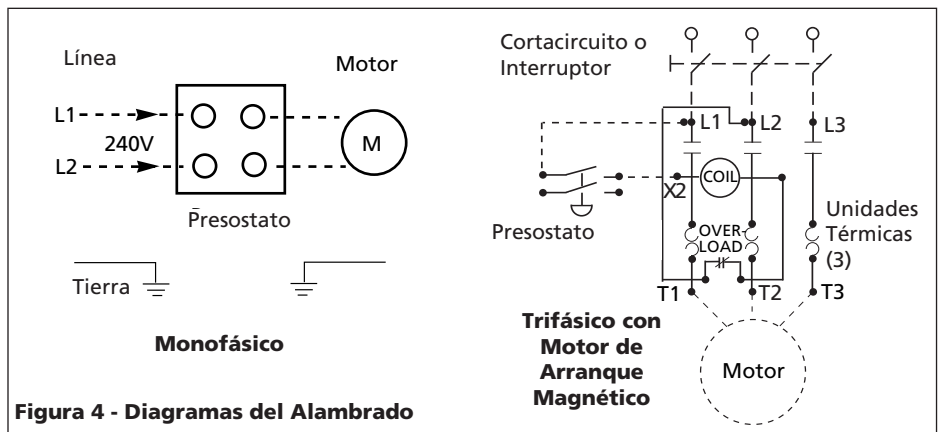 Línea
Motor
L1
240V
L2
M
Presostato
Tierra
Monofásico
Cortacircuito o
Interruptor
L1
L2
L3
COIL
X2
Presostato
OVER-
LOAD
Unidades
Térmicas
(3)
T1
T2
T3
Trifásico con
Motor de
Arranque
Magnético
Motor
Figura 4 - Diagramas del Alambrado